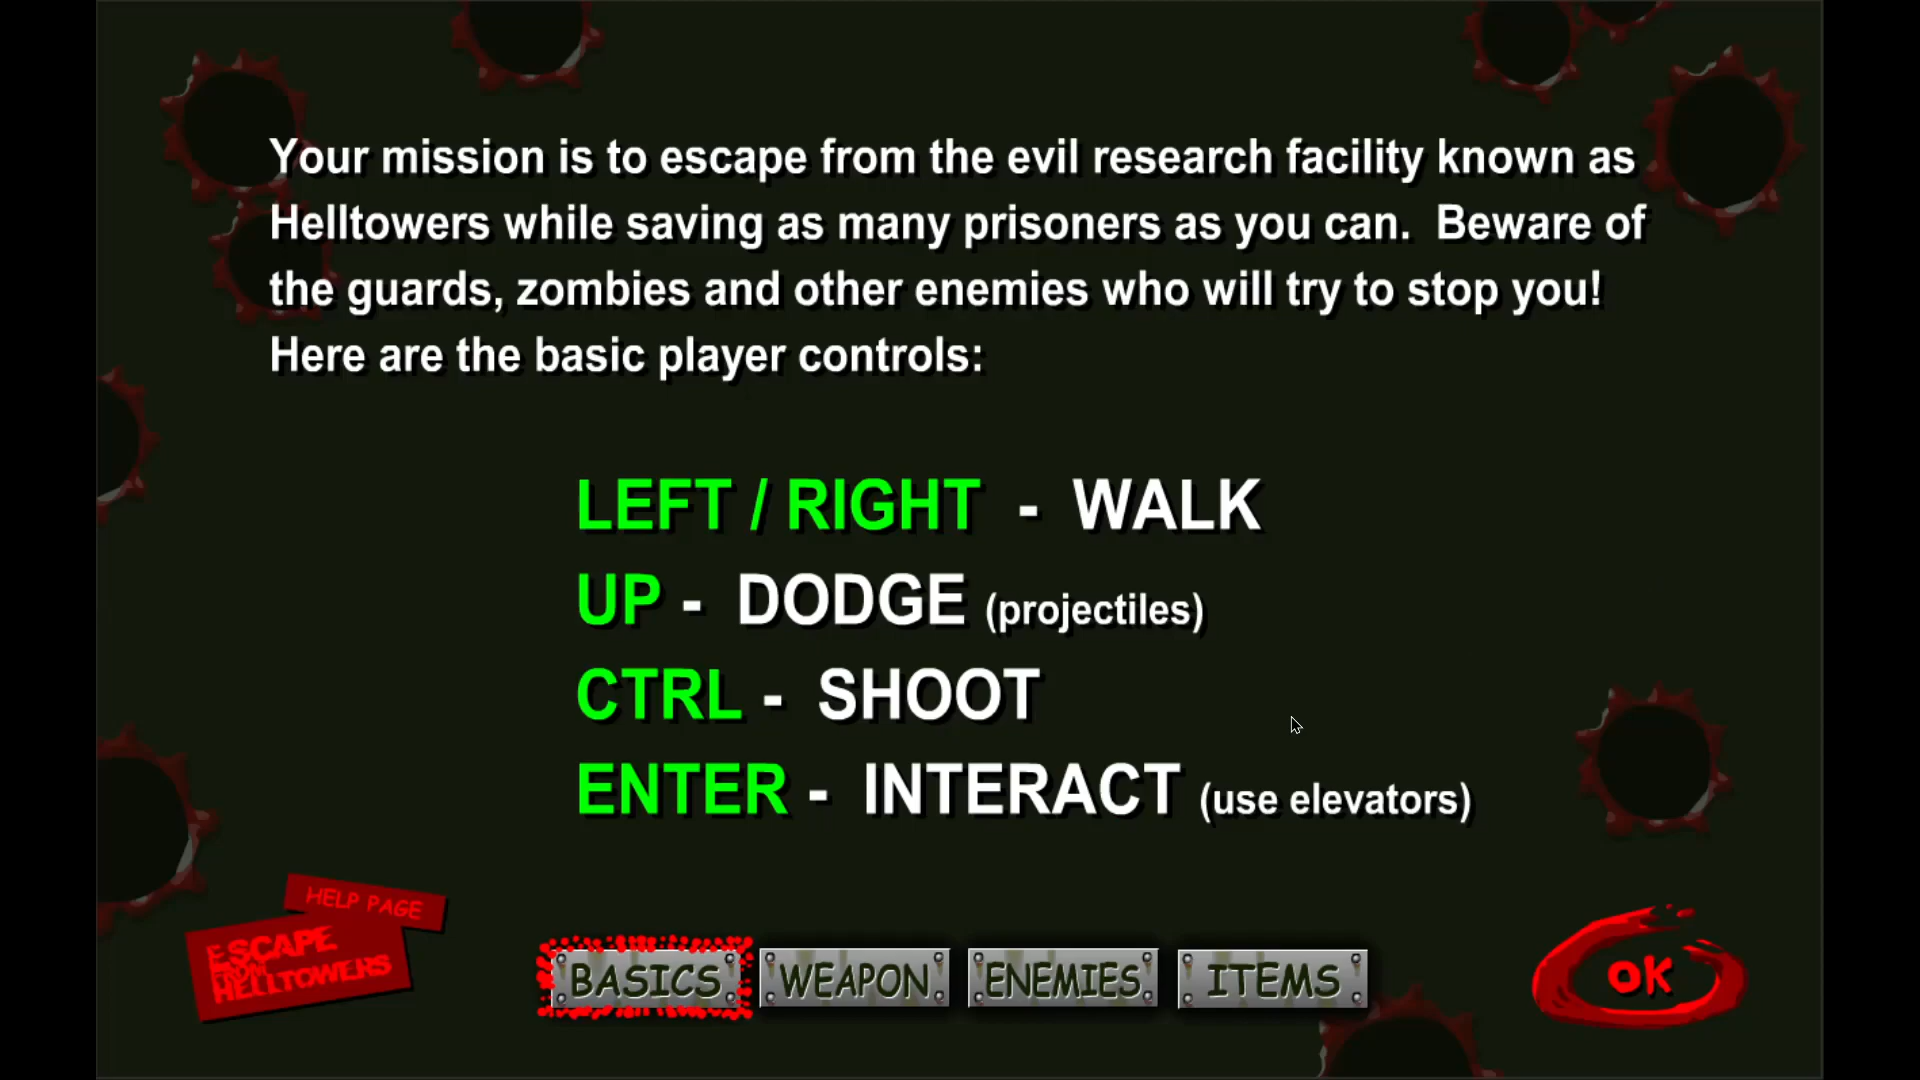 Your mission is to escape from the evil research facility known as
Helltowers while saving as many prisoners as you can.  Beware of
the guards, zombies and other enemies who will try to stop you!
Here are the basic player controls:
LEFT / RIGHT - WALK
UP - DODGE (projectiles)
CTRL - SHOOT
ENTER - INTERACT (use elevators)
HELP PAGE
ESCAPE
FROM
HELLTOWERS
BASICS WEAPON ENEMIES ITEMS
OK